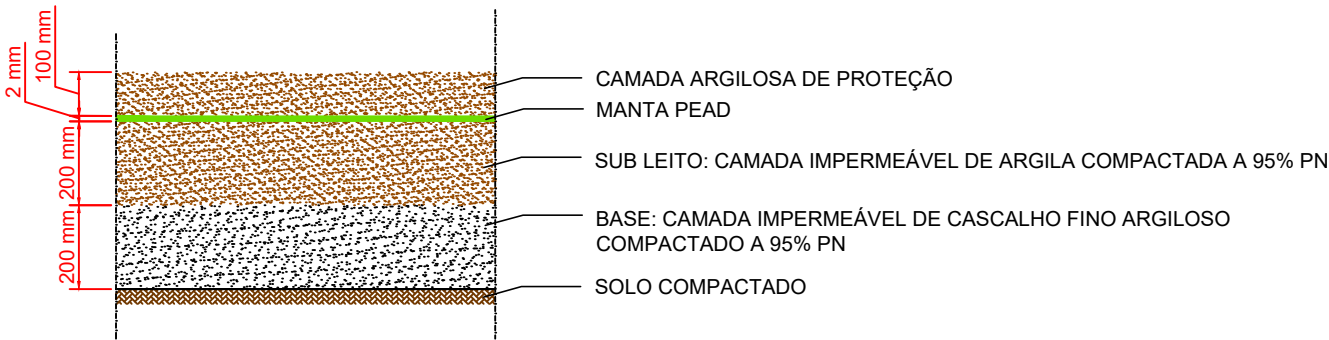 100 mm
2 mm
200 mm
200 mm
CAMADA ARGILOSA DE PROTEÇÃO
MANTA PEAD
SUB LEITO: CAMADA IMPERMEÁVEL DE ARGILA COMPACTADA A 95% PN
BASE: CAMADA IMPERMEÁVEL DE CASCALHO FINO ARGILOSO
COMPACTADO A 95% PN
SOLO COMPACTADO